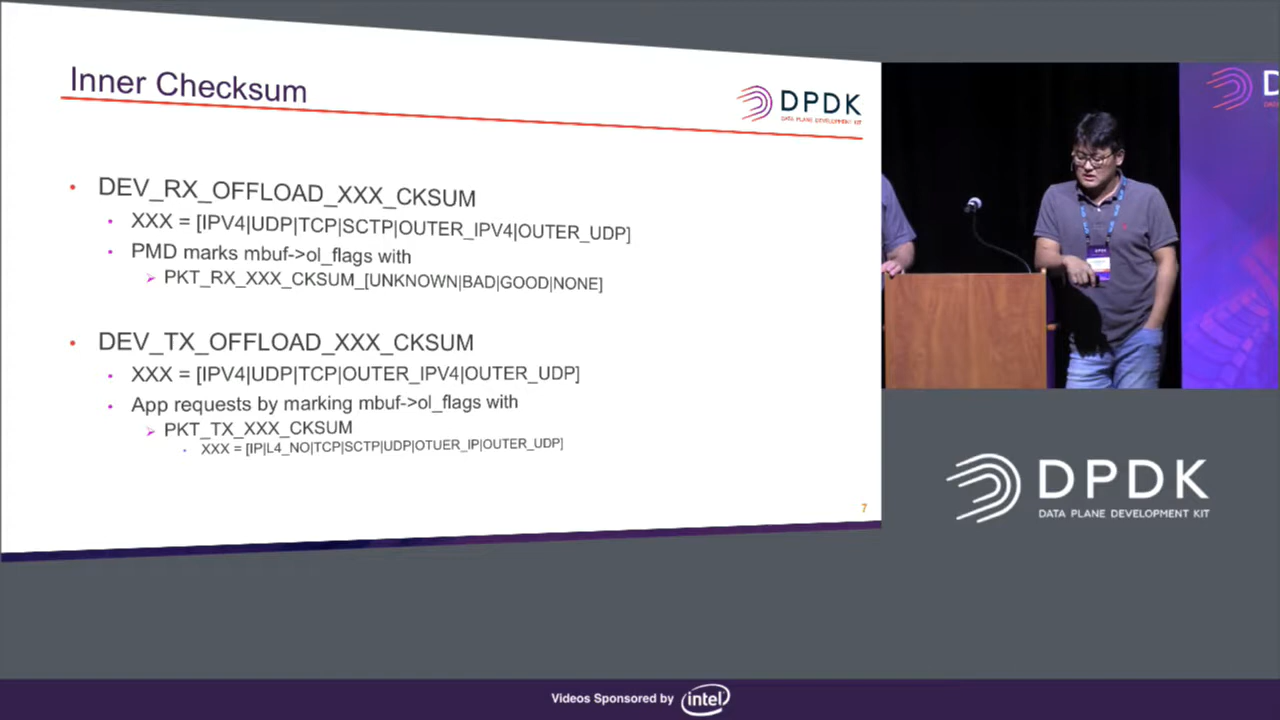 Inner Checksum
DPDK
DATA PLANE DEVELOPMENT KIT
• DEV_RX_OFFLOAD_XXX_CKSUM
• XXX = [IPV4|UDP|TCP|SCTP|OUTER_IPV4|OUTER_UDP]
• PMD marks mbuf->ol_flags with
➢ PKT_RX_XXX_CKSUM_[UNKNOWN|BAD|GOOD|NONE]
• DEV_TX_OFFLOAD_XXX_CKSUM
• XXX = [IPV4|UDP|TCP|OUTER_IPV4|OUTER_UDP]
• App requests by marking mbuf->ol_flags with
➢ PKT_TX_XXX_CKSUM
• XXX = [IP|L4_NO|TCP|SCTP|UDP|OTUER_IP|OUTER_UDP]
7
DPDK
DATA PLANE DEVELOPMENT KIT
Videos Sponsored by intel